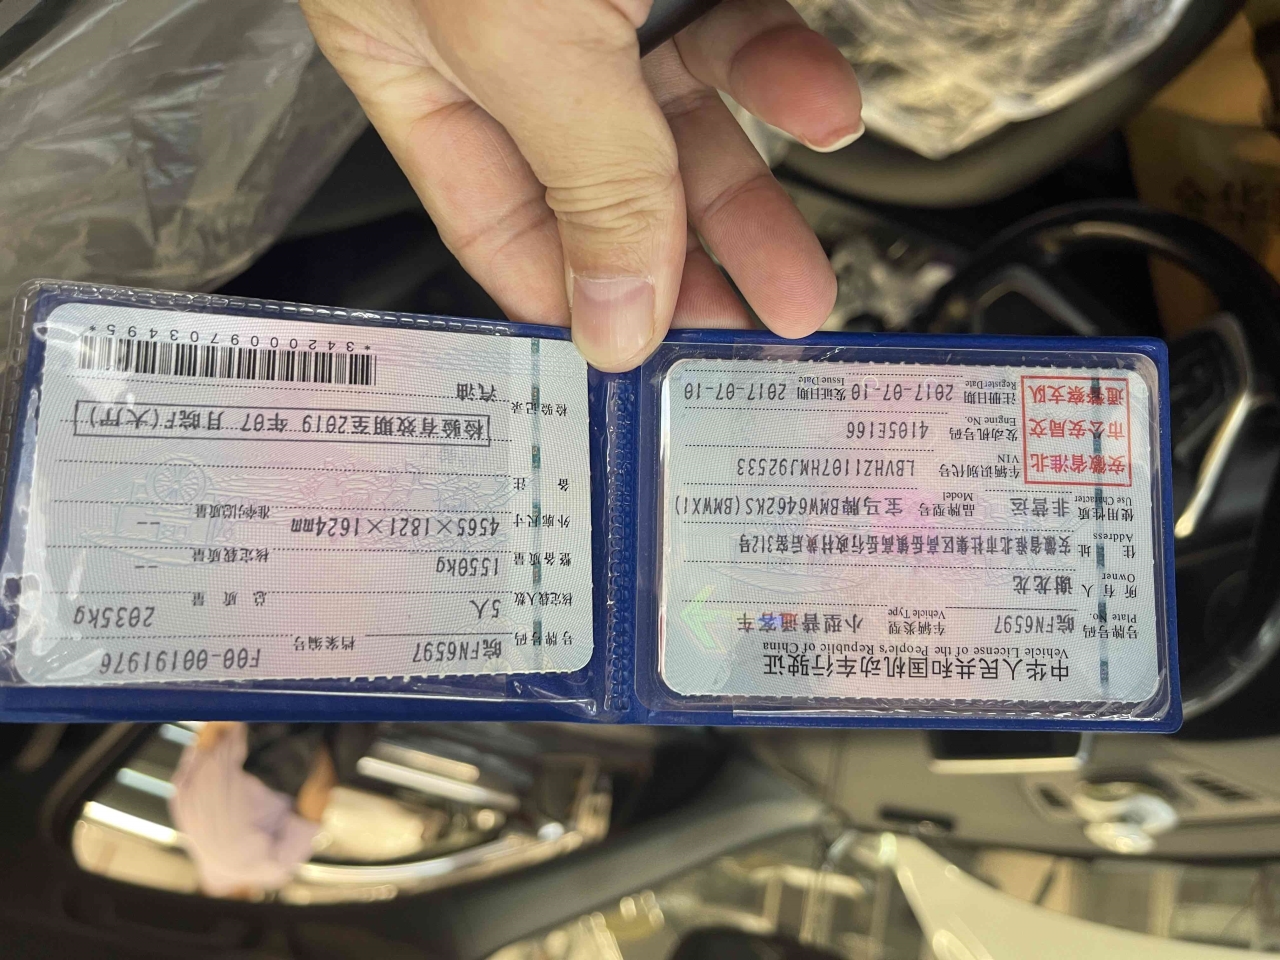 中华人民共和国机动车行驶证
Vehicle License of the People's Republic of China
号牌号码 Plate No. 皖FN6597 车辆类型 Vehicle Type 小型普通客车
所有人 Owner 谢龙龙
住址 Address 安徽省淮北市杜集区高岳镇高岳行政村黄后窑312号
使用性质 Use Character 非营运 品牌型号 Model 宝马牌BMW6462KS(BMWX1)
车辆识别代号 VIN LBVHZ1107HMJ92533
发动机号码 Engine No. 4105E166
注册日期 Register Date 2017-07-10 发证日期 Issue Date 2017-07-10
安徽省淮北
市公安局交
通警察支队
号牌号码 皖FN6597 档案编号 F00-00191976
核定载人数 5人 总质量 2035kg
整备质量 1550kg 核定载质量 --
外廓尺寸 4565×1821×1624mm 准牵引总质量 --
备注
检验有效期至2019年07月皖F(大厅)
检验记录
汽油
*3420009703495*